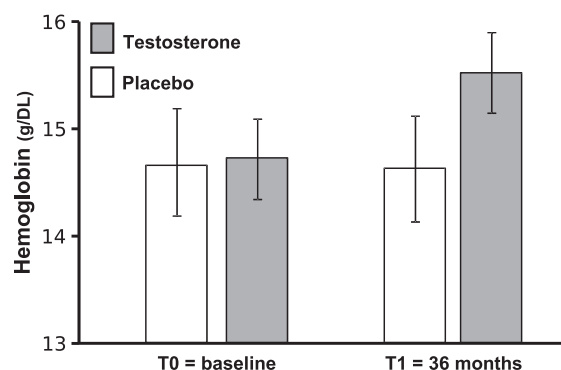 16
Testosterone
Placebo
15
Hemoglobin (g/DL)
14
13
T0 = baseline
T1 = 36 months